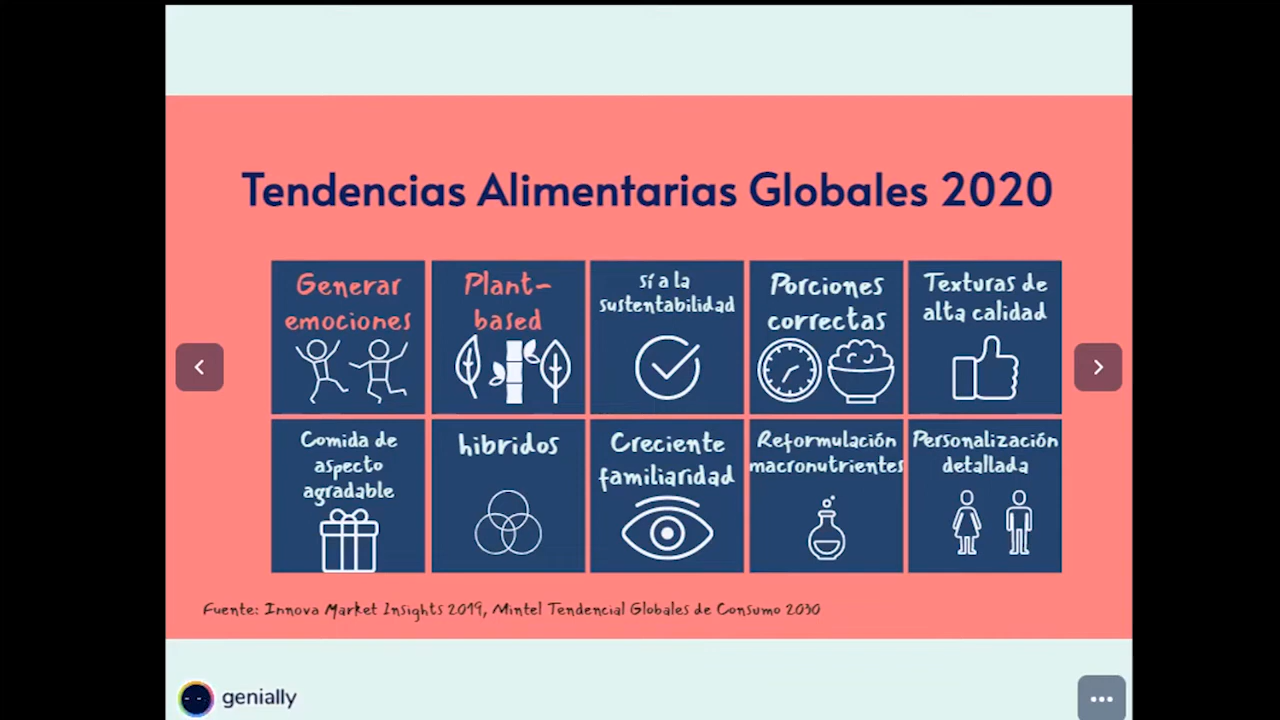 Tendencias Alimentarias Globales 2020
Generar
emociones
Plant-
based
sí a la
sustentabilidad
Porciones
correctas
Texturas de
alta calidad
Comida de
aspecto
agradable
hibridos
Creciente
familiaridad
Reformulación
macronutrientes
Personalización
detallada
Fuente: Innova Market Insights 2019, Mintel Tendencial Globales de Consumo 2030
genially